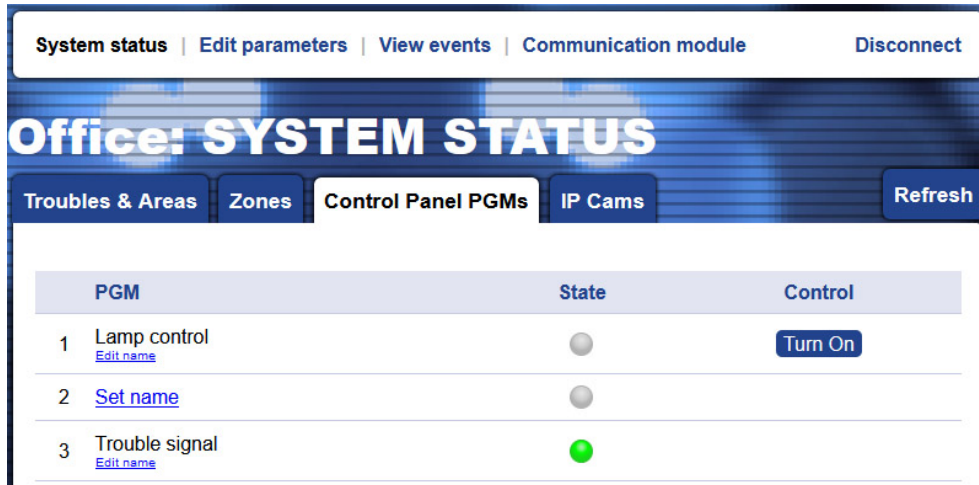 System status | Edit parameters | View events | Communication module Disconnect
Office: SYSTEM STATUS
Troubles & Areas Zones Control Panel PGMs IP Cams Refresh
PGM State Control
1 Lamp control Turn On
Edit name
2 Set name
3 Trouble signal
Edit name